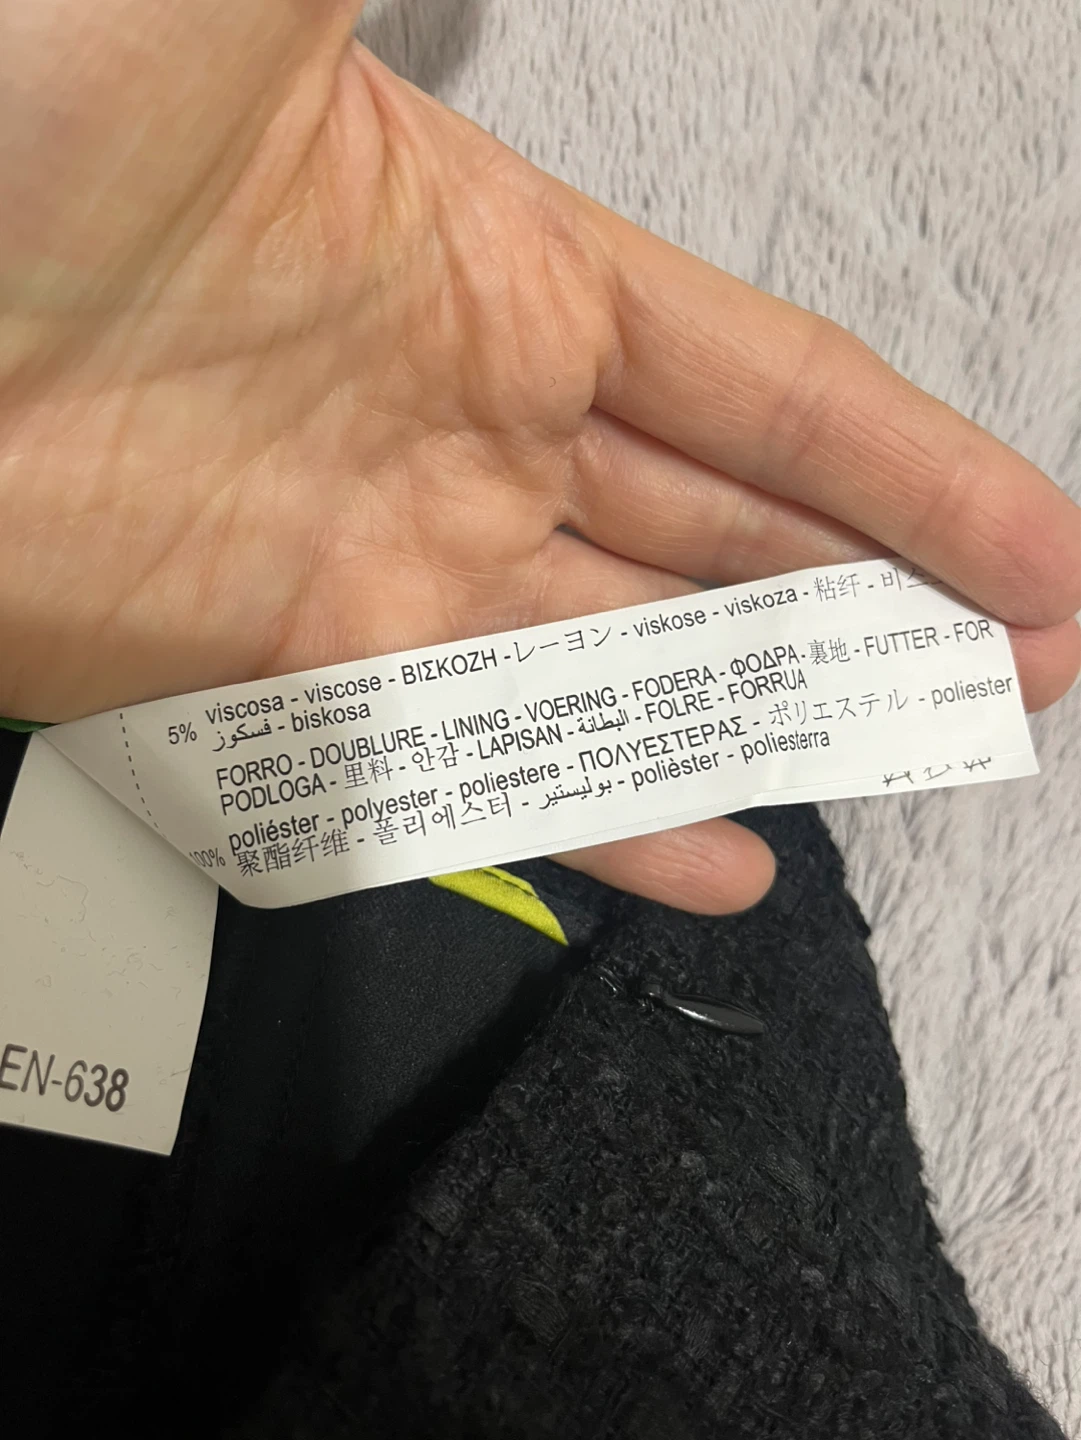 5% viscosa - viscose - ΒΙΣΚΟΖΗ - レーヨン - viskose - viskoza - 粘纤 -
فسكوز - biskosa
FORRO - DOUBLURE - LINING - VOERING - FODERA - ΦΟΔΡΑ - 裏地 - FUTTER - FOR
PODLOGA - 里料 - 안감 - LAPISAN - البطانة - FOLRE - FORRUA
100% poliéster - polyester - poliestere - ΠΟΛΥΕΣΤΕΡΑΣ - ポリエステル - poliester
聚酯纤维 - 폴리에스터 - بوليستير - polièster - poliesterra
EN-638